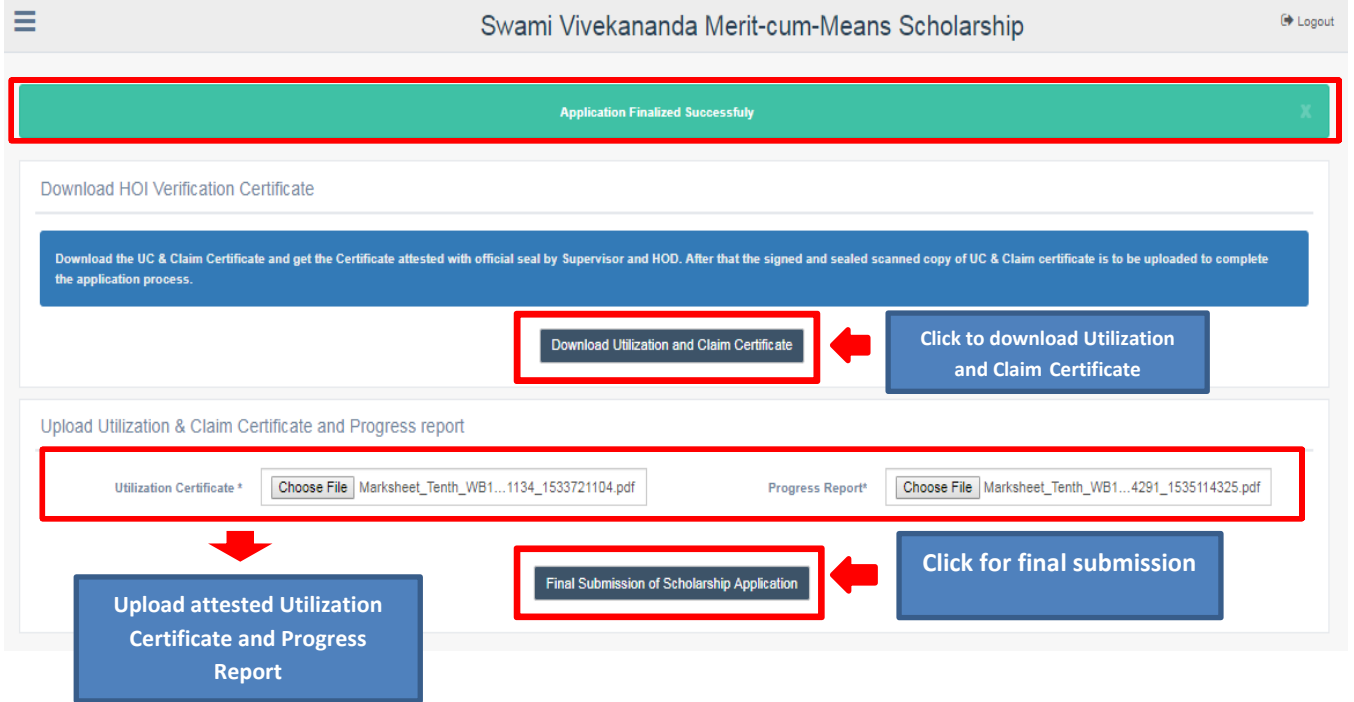 Swami Vivekananda Merit-cum-Means Scholarship
Logout
Application Finalized Successfuly
X
Download HOI Verification Certificate
Download the UC & Claim Certificate and get the Certificate attested with official seal by Supervisor and HOD. After that the signed and sealed scanned copy of UC & Claim certificate is to be uploaded to complete
the application process.
Download Utilization and Claim Certificate
Click to download Utilization
and Claim Certificate
Upload Utilization & Claim Certificate and Progress report
Utilization Certificate * Choose File Marksheet_Tenth_WB1...1134_1533721104.pdf Progress Report* Choose File Marksheet_Tenth_WB1...4291_1535114325.pdf
Final Submission of Scholarship Application
Click for final submission
Upload attested Utilization
Certificate and Progress
Report